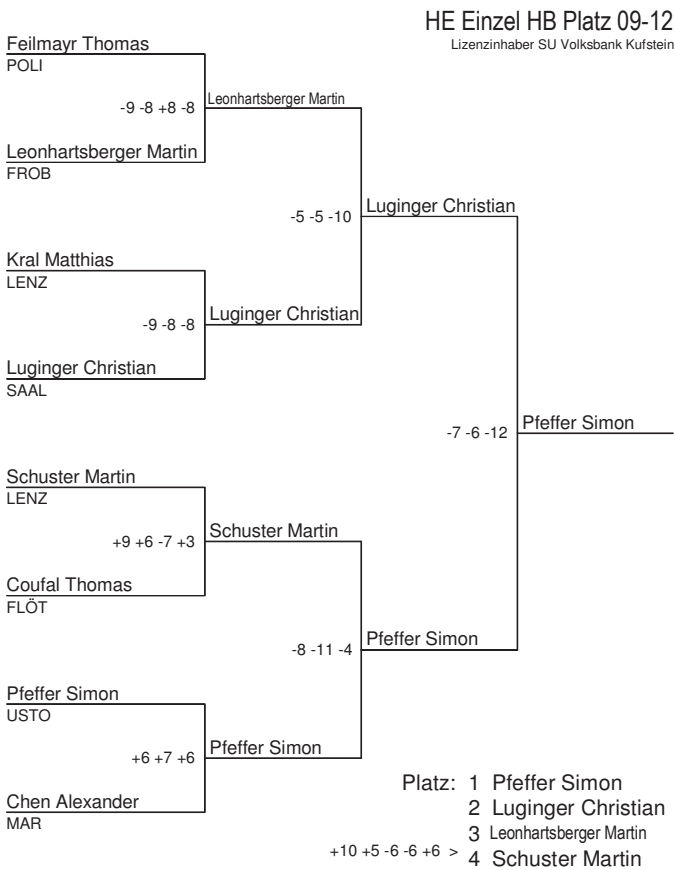 HE Einzel HB Platz 09-12
Lizenzinhaber SU Volksbank Kufstein
Feilmayr Thomas
POLI
-9 -8 +8 -8
Leonhartsberger Martin
Leonhartsberger Martin
FROB
-5 -5 -10
Luginger Christian
Kral Matthias
LENZ
-9 -8 -8
Luginger Christian
Luginger Christian
SAAL
-7 -6 -12
Pfeffer Simon
Schuster Martin
LENZ
+9 +6 -7 +3
Schuster Martin
Coufal Thomas
FLÖT
-8 -11 -4
Pfeffer Simon
Pfeffer Simon
USTO
+6 +7 +6
Pfeffer Simon
Chen Alexander
MAR
Platz: 1 Pfeffer Simon
2 Luginger Christian
3 Leonhartsberger Martin
+10 +5 -6 -6 +6 > 4 Schuster Martin